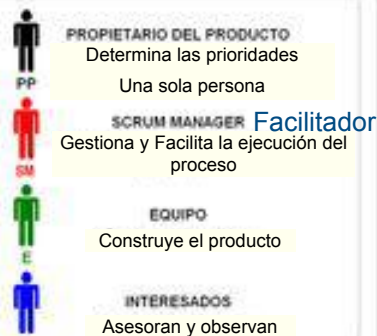 PROPIETARIO DEL PRODUCTO
Determina las prioridades
Una sola persona
PP
SCRUM MANAGER Facilitador
Gestiona y Facilita la ejecución del
proceso
SM
EQUIPO
Construye el producto
E
INTERESADOS
Asesoran y observan